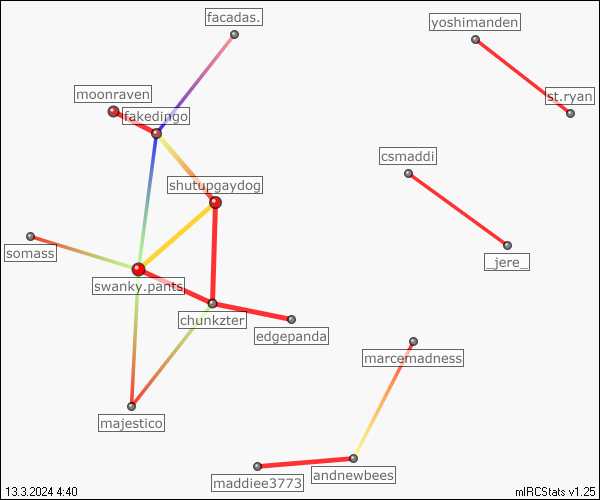 facadas.
yoshimanden
moonraven
st.ryan
fakedingo
csmaddi
shutupgaydog
somass
_jere_
swanky.pants
chunkzter
edgepanda
marcemadness
majestico
andnewbees
maddiee3773
13.3.2024 4:40
mIRCStats v1.25